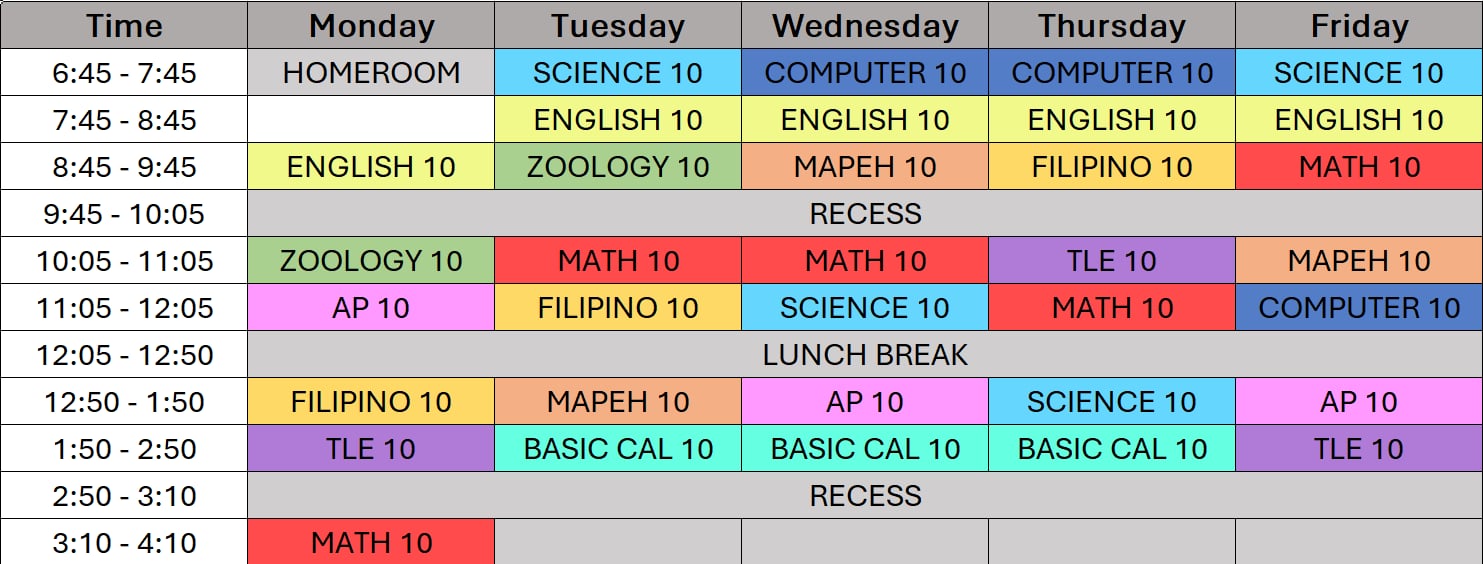 Time Monday Tuesday Wednesday Thursday Friday
6:45 - 7:45 HOMEROOM SCIENCE 10 COMPUTER 10 COMPUTER 10 SCIENCE 10
7:45 - 8:45 ENGLISH 10 ENGLISH 10 ENGLISH 10 ENGLISH 10
8:45 - 9:45 ENGLISH 10 ZOOLOGY 10 MAPEH 10 FILIPINO 10 MATH 10
9:45 - 10:05 RECESS
10:05 - 11:05 ZOOLOGY 10 MATH 10 MATH 10 TLE 10 MAPEH 10
11:05 - 12:05 AP 10 FILIPINO 10 SCIENCE 10 MATH 10 COMPUTER 10
12:05 - 12:50 LUNCH BREAK
12:50 - 1:50 FILIPINO 10 MAPEH 10 AP 10 SCIENCE 10 AP 10
1:50 - 2:50 TLE 10 BASIC CAL 10 BASIC CAL 10 BASIC CAL 10 TLE 10
2:50 - 3:10 RECESS
3:10 - 4:10 MATH 10